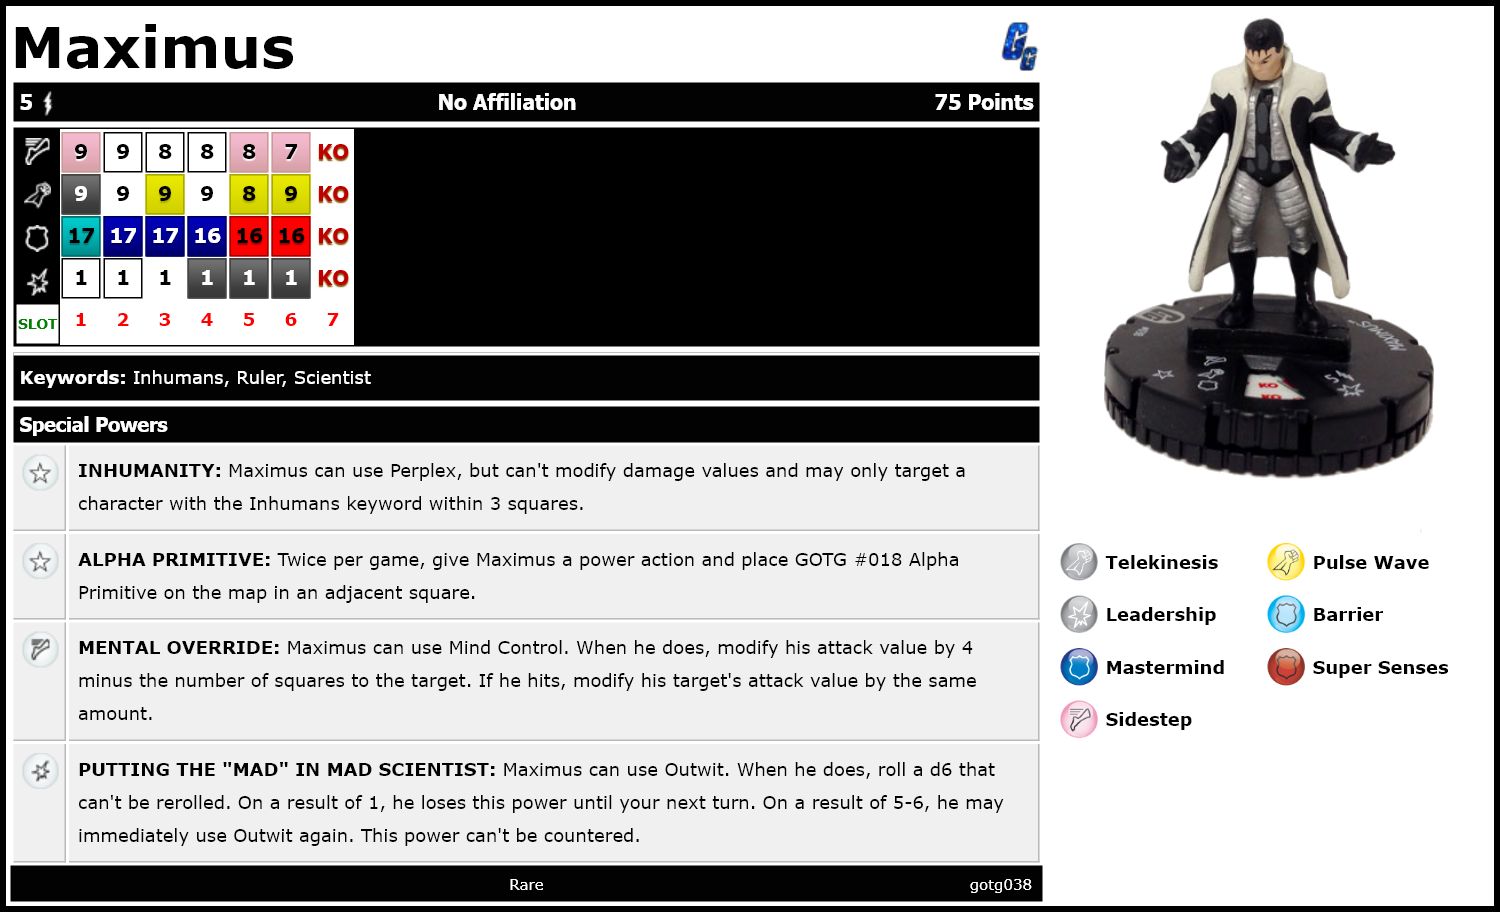 Maximus
GG
5 No Affiliation 75 Points
9 9 8 8 8 7 KO
9 9 9 9 8 9 KO
17 17 17 16 16 16 KO
1 1 1 1 1 1 KO
SLOT 1 2 3 4 5 6 7
Keywords: Inhumans, Ruler, Scientist
Special Powers
INHUMANITY: Maximus can use Perplex, but can't modify damage values and may only target a
character with the Inhumans keyword within 3 squares.
ALPHA PRIMITIVE: Twice per game, give Maximus a power action and place GOTG #018 Alpha
Primitive on the map in an adjacent square.
MENTAL OVERRIDE: Maximus can use Mind Control. When he does, modify his attack value by 4
minus the number of squares to the target. If he hits, modify his target's attack value by the same
amount.
PUTTING THE "MAD" IN MAD SCIENTIST: Maximus can use Outwit. When he does, roll a d6 that
can't be rerolled. On a result of 1, he loses this power until your next turn. On a result of 5-6, he may
immediately use Outwit again. This power can't be countered.
Rare gotg038
MAXIMUS
5
KO
KO
Telekinesis Pulse Wave
Leadership Barrier
Mastermind Super Senses
Sidestep